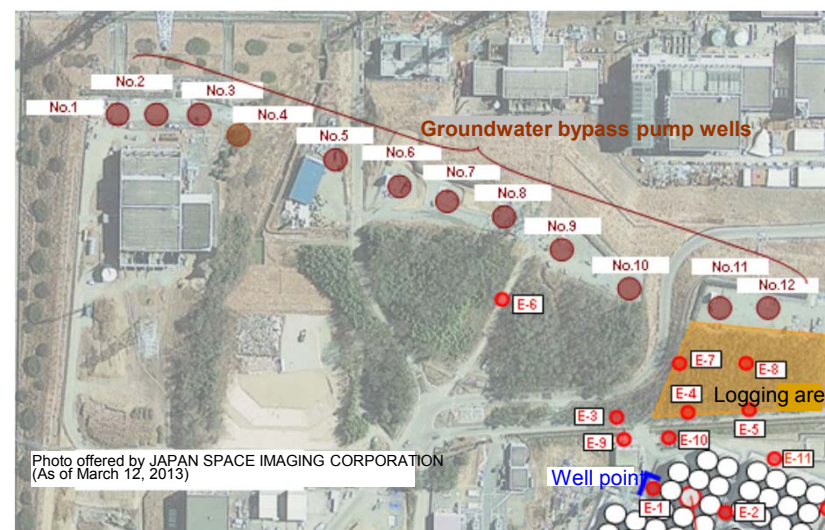 No.1
No.2
No.3
No.4
No.5
No.6
No.7
No.8
No.9
No.10
No.11
No.12
Groundwater bypass pump wells
E-6
E-7
E-8
E-4
Logging are
E-3
E-5
E-9
E-10
E-11
Well point
E-1
E-2
Photo offered by JAPAN SPACE IMAGING CORPORATION
(As of March 12, 2013)